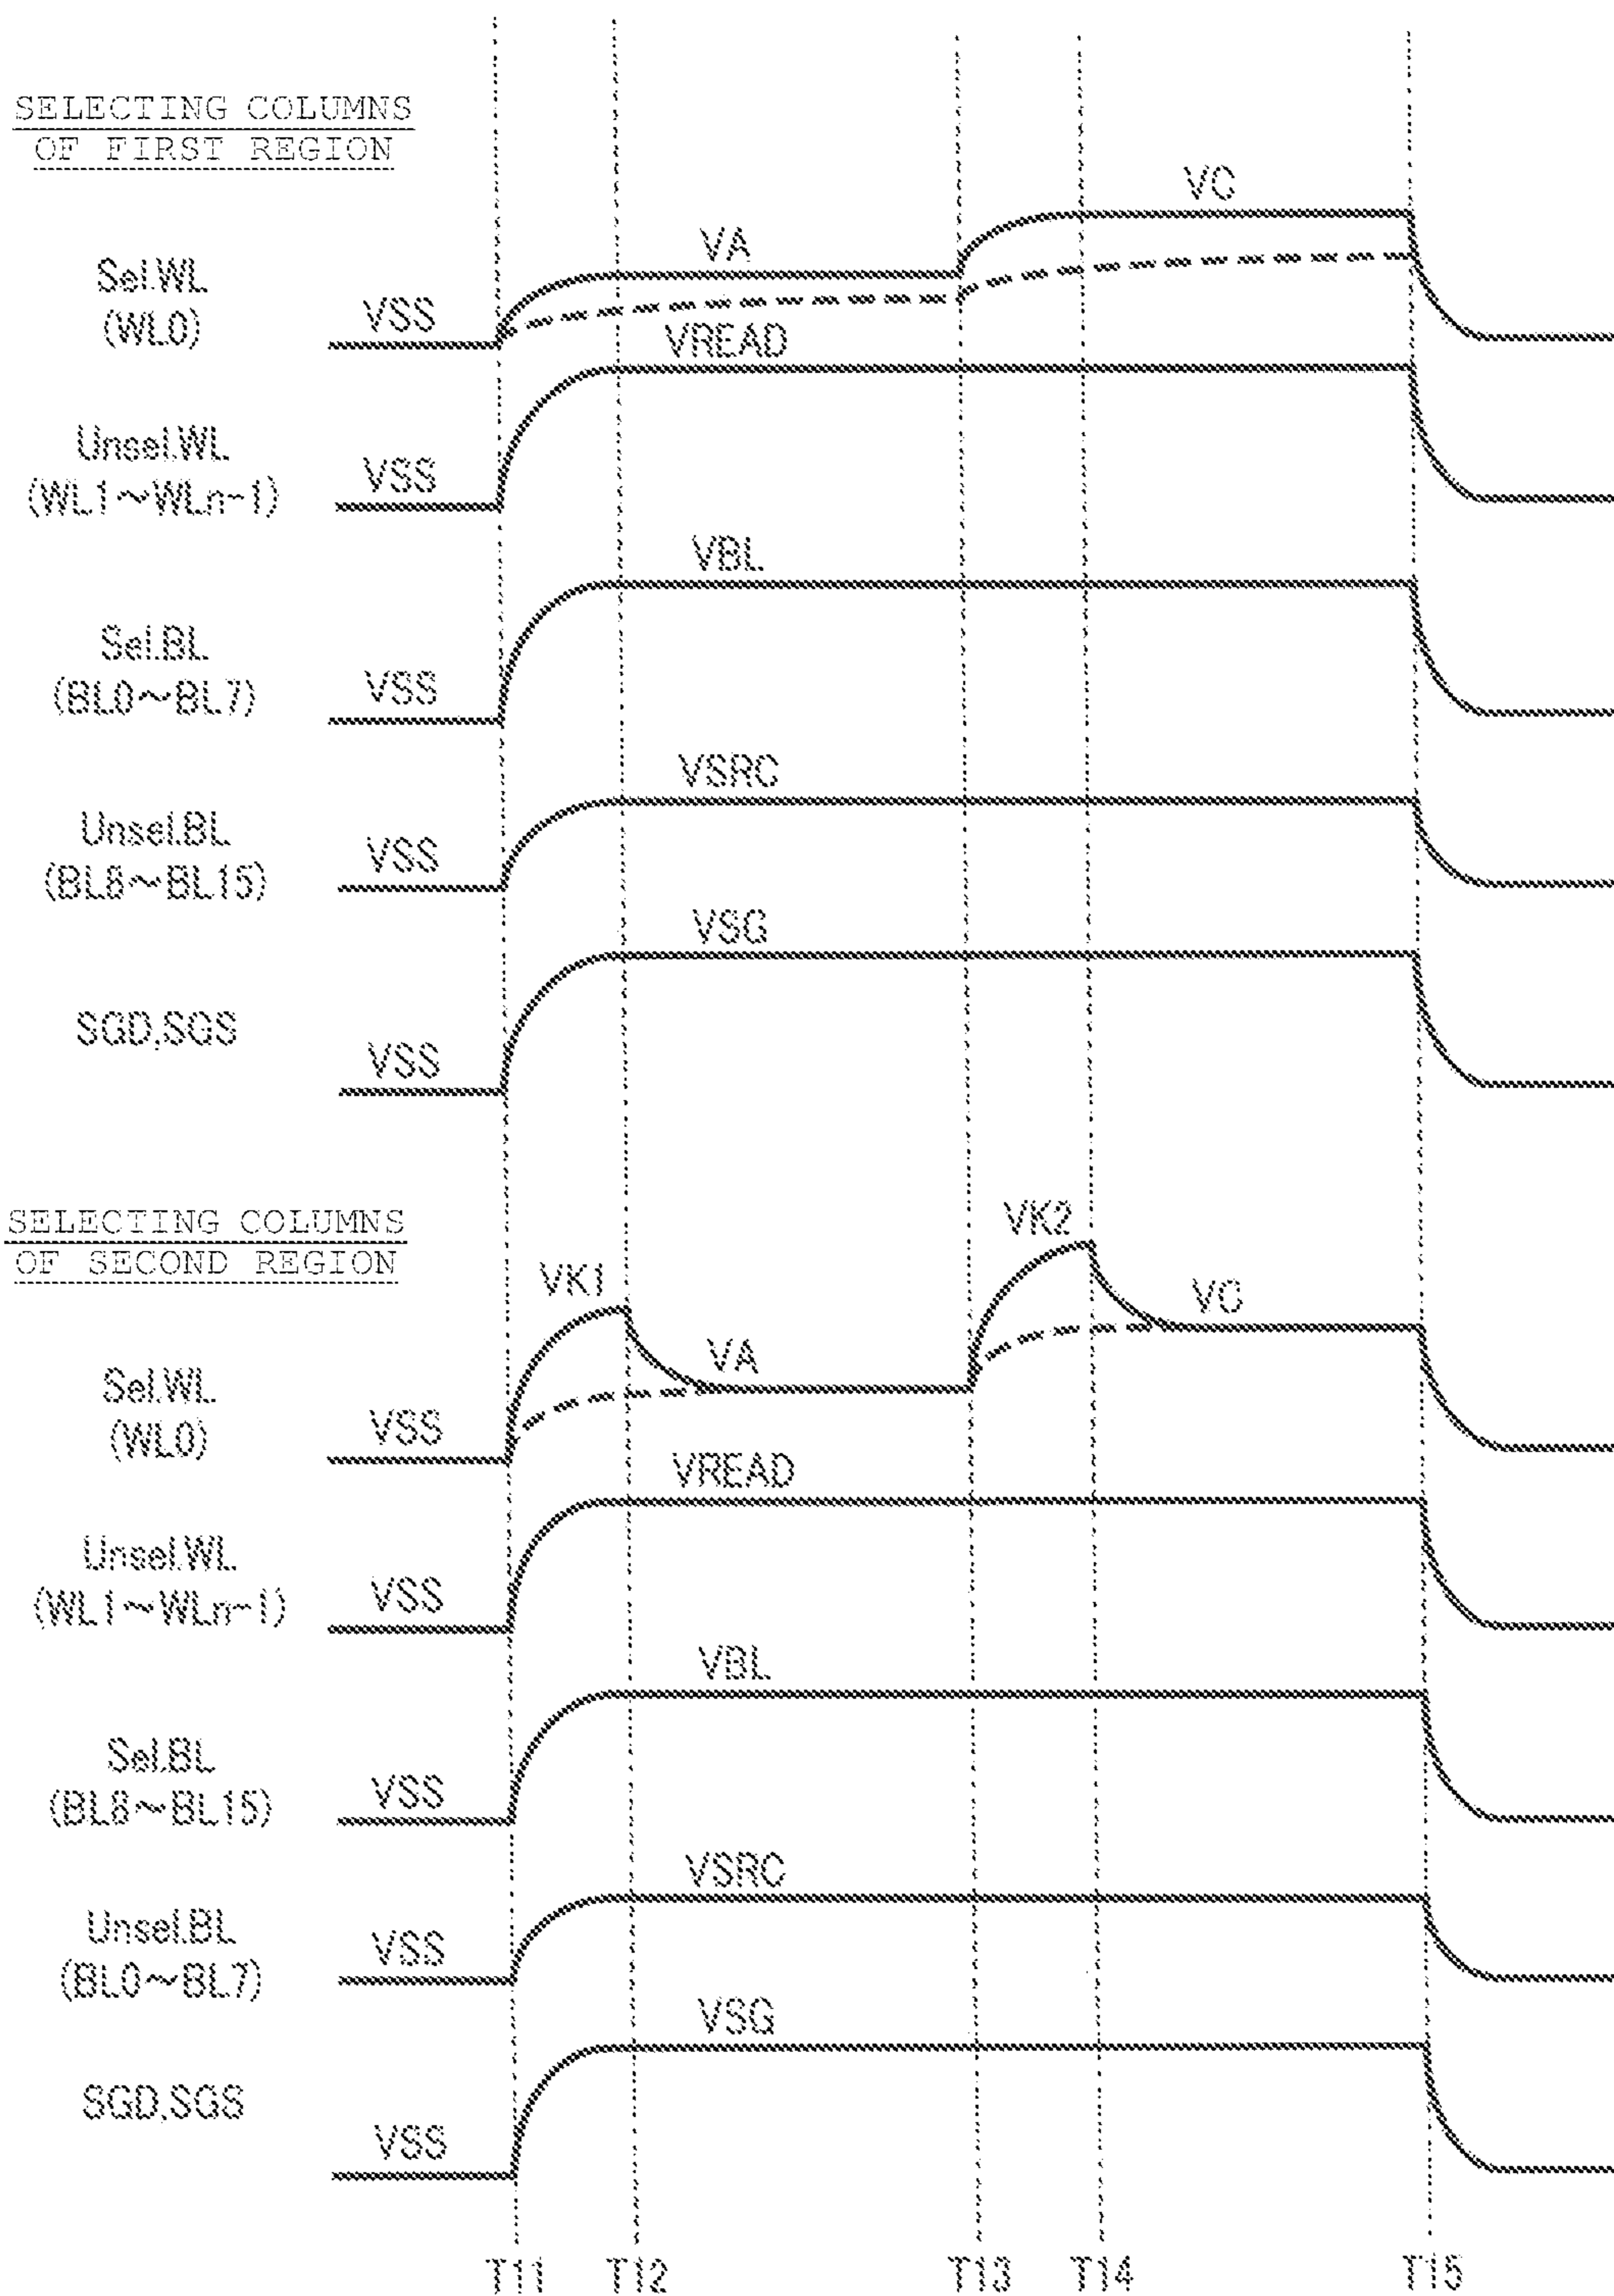 SELECTING COLUMNS
OF FIRST REGION
VC
VA
Sel.WL
(WL0)
VSS
VREAD
Unsel.WL
(WL1~WLn-1)
VSS
VBL
Sel.BL
(BL0~BL7)
VSS
VSRC
Unsel.BL
(BL8~BL15)
VSS
VSG
SGD,SGS
VSS
SELECTING COLUMNS
OF SECOND REGION
VK2
VK1
VC
VA
Sel.WL
(WL0)
VSS
VREAD
Unsel.WL
(WL1~WLn-1)
VSS
VBL
Sel.BL
(BL8~BL15)
VSS
VSRC
Unsel.BL
(BL0~BL7)
VSS
VSG
SGD,SGS
VSS
T11 T12 T13 T14 T15